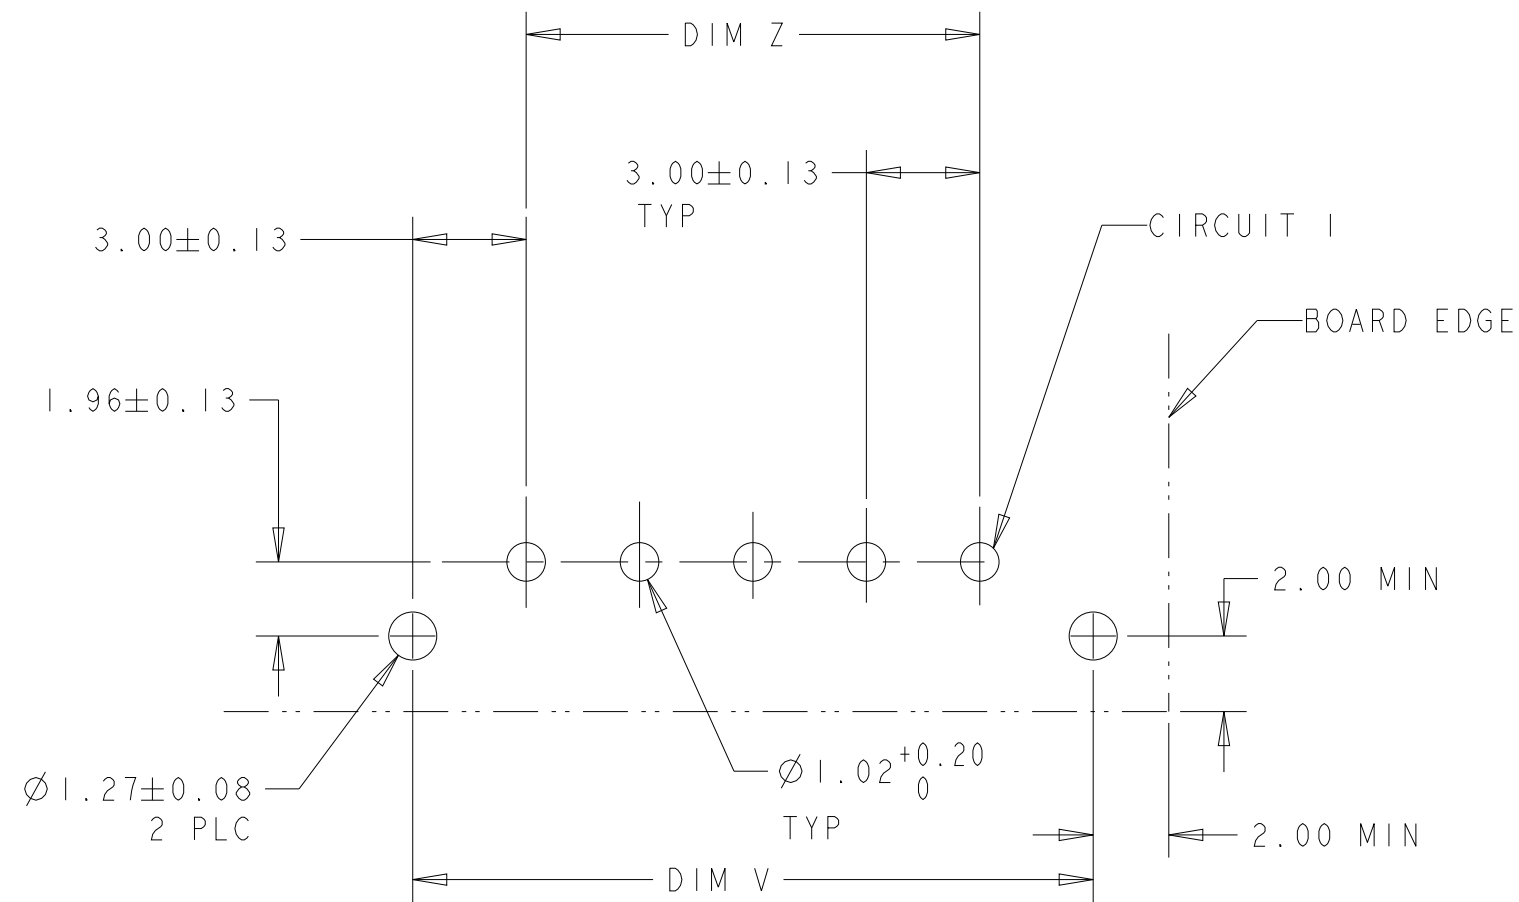 DIM Z
3.00±0.13
TYP
3.00±0.13
CIRCUIT 1
BOARD EDGE
1.96±0.13
2.00 MIN
Ø1.02 +0.20
0
TYP
Ø1.27±0.08
2 PLC
2.00 MIN
DIM V